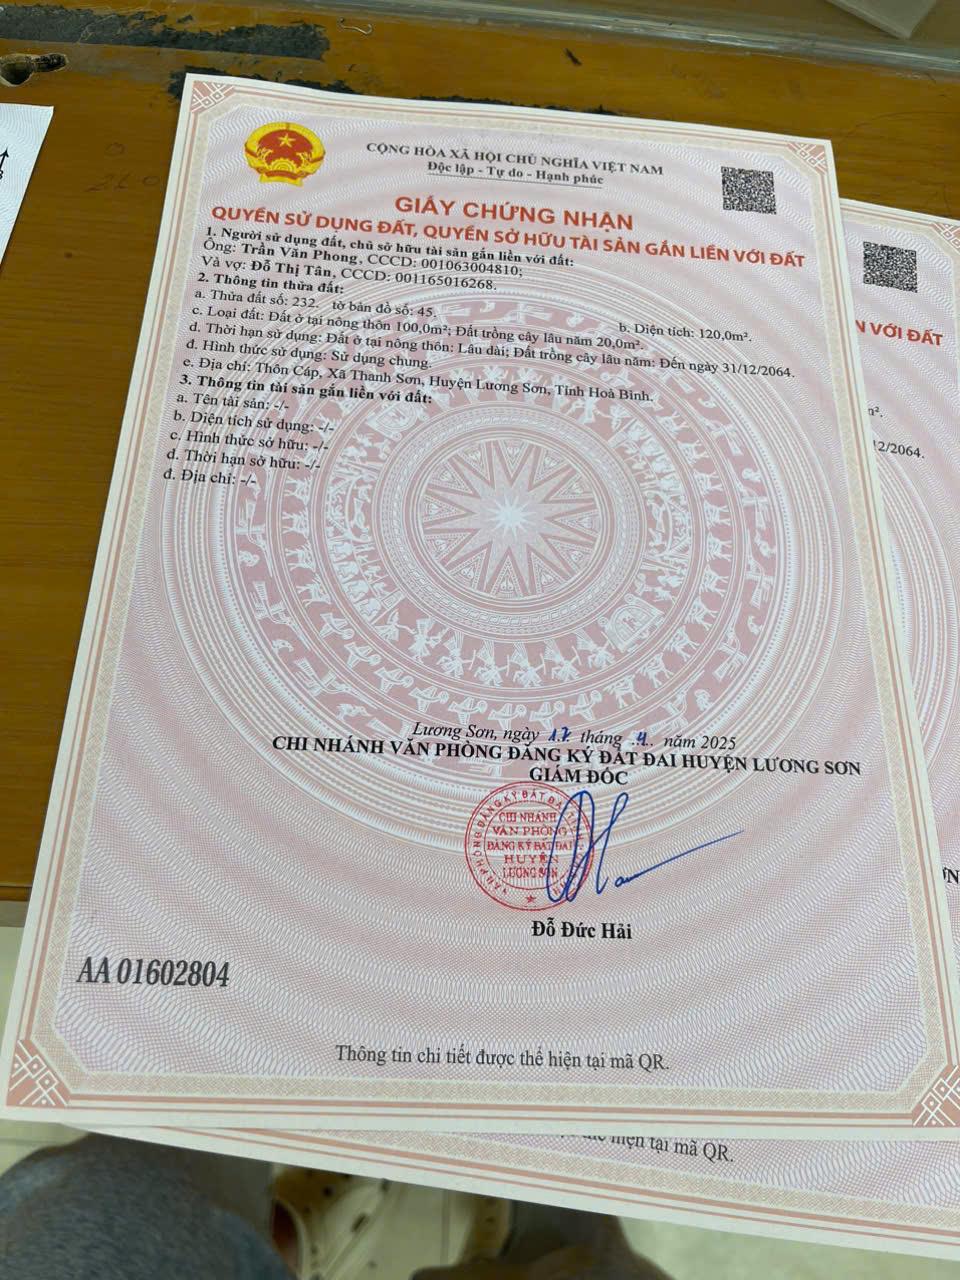 CỘNG HÒA XÃ HỘI CHỦ NGHĨA VIỆT NAM
Độc lập - Tự do - Hạnh phúc
GIẤY CHỨNG NHẬN
QUYỀN SỬ DỤNG ĐẤT, QUYỀN SỞ HỮU TÀI SẢN GẮN LIỀN VỚI ĐẤT
1. Người sử dụng đất, chủ sở hữu tài sản gắn liền với đất:
Ông: Trần Văn Phong, CCCD: 001063004810;
Và vợ: Đỗ Thị Tân, CCCD: 001165016268.
2. Thông tin thửa đất:
a. Thửa đất số: 232. tờ bản đồ số: 45. b. Diện tích: 120,0m².
c. Loại đất: Đất ở tại nông thôn 100,0m²; Đất trồng cây lâu năm 20,0m².
d. Thời hạn sử dụng: Đất ở tại nông thôn: Lâu dài; Đất trồng cây lâu năm: Đến ngày 31/12/2064.
đ. Hình thức sử dụng: Sử dụng chung.
e. Địa chỉ: Thôn Cáp, Xã Thanh Sơn, Huyện Lương Sơn, Tỉnh Hoà Bình.
3. Thông tin tài sản gắn liền với đất:
a. Tên tài sản: -/-
b. Diện tích sử dụng: -/-
c. Hình thức sở hữu: -/-
d. Thời hạn sở hữu: -/-
đ. Địa chỉ: -/-
Lương Sơn, ngày 17 tháng 4 năm 2025
CHI NHÁNH VĂN PHÒNG ĐĂNG KÝ ĐẤT ĐAI HUYỆN LƯƠNG SƠN
GIÁM ĐỐC
CHI NHÁNH
VĂN PHÒNG
ĐĂNG KÝ ĐẤT ĐAI
HUYỆN
LƯƠNG SƠN
Đỗ Đức Hải
AA 01602804
Thông tin chi tiết được thể hiện tại mã QR.
N VỚI ĐẤT
m².
12/2064.
hiện tại mã QR.